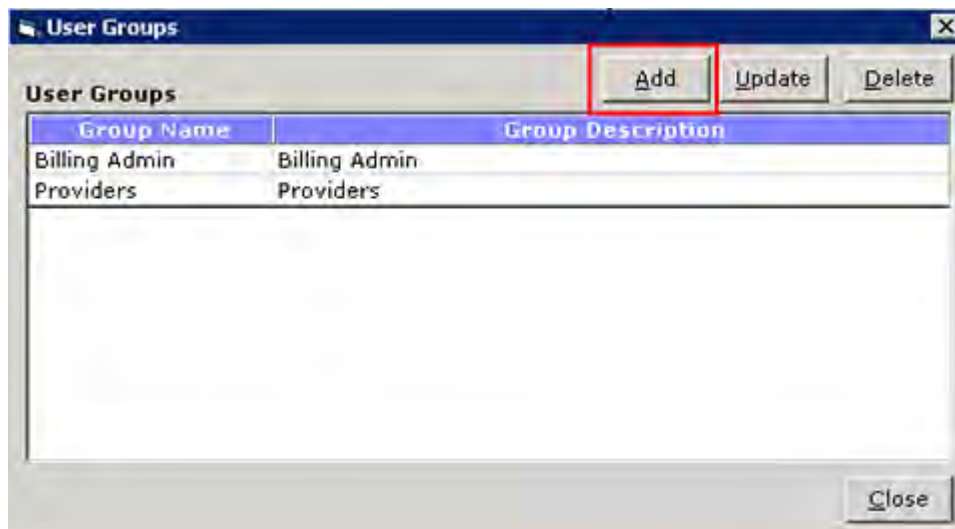 User Groups
Add Update Delete
User Groups
Group Name Group Description
Billing Admin Billing Admin
Providers Providers
Close